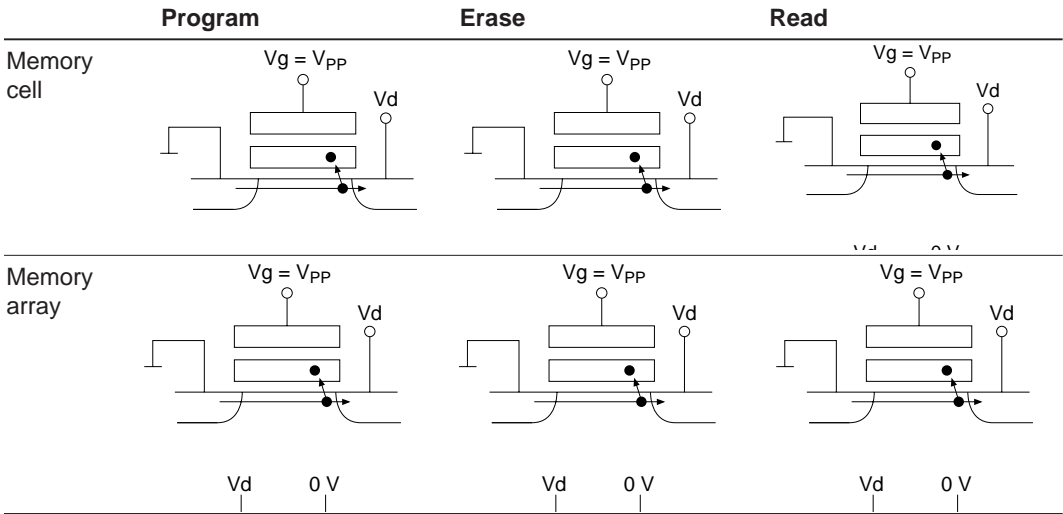 Program Erase Read
Memory
cell
Vg = VPP Vg = VPP Vg = VPP
Vd Vd Vd
Memory
array
Vg = VPP Vg = VPP Vg = VPP
Vd Vd Vd
Vd 0 V Vd 0 V Vd 0 V